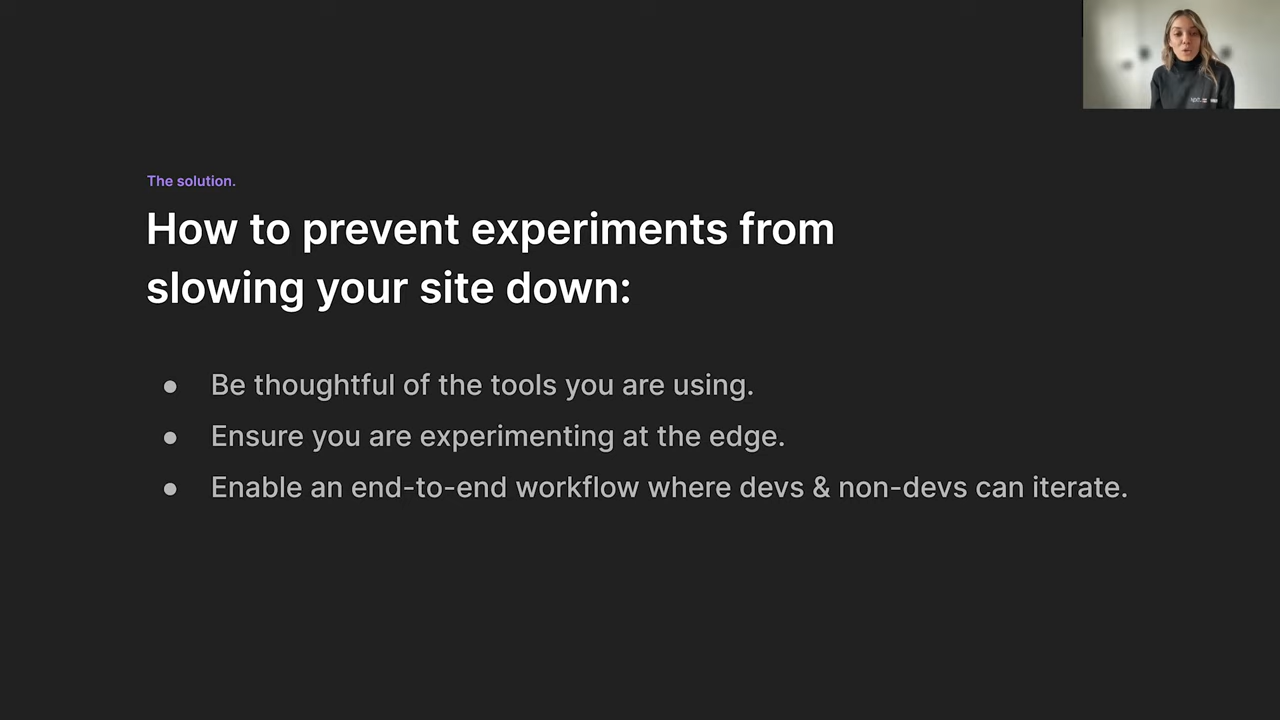 The solution.
How to prevent experiments from
slowing your site down:
● Be thoughtful of the tools you are using.
● Ensure you are experimenting at the edge.
● Enable an end-to-end workflow where devs & non-devs can iterate.